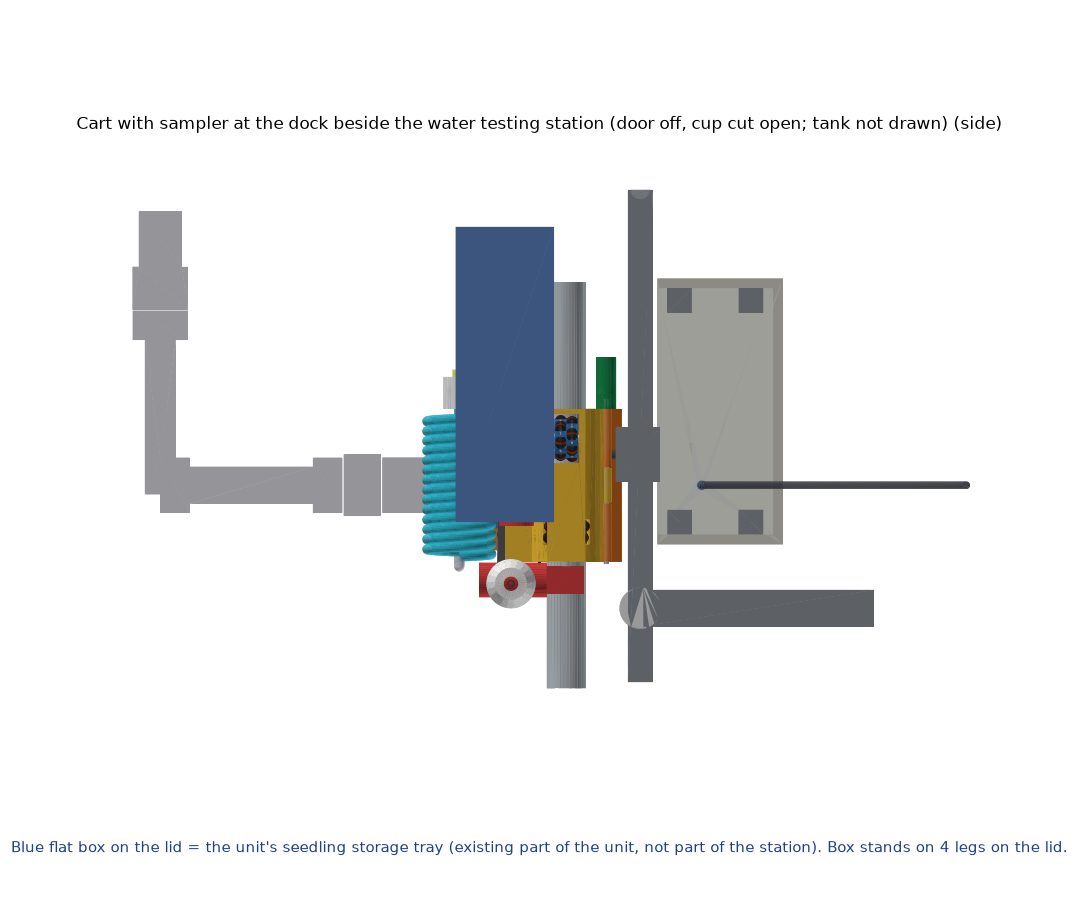 Cart with sampler at the dock beside the water testing station (door off, cup cut open; tank not drawn) (side)
Blue flat box on the lid = the unit's seedling storage tray (existing part of the unit, not part of the station). Box stands on 4 legs on the lid.